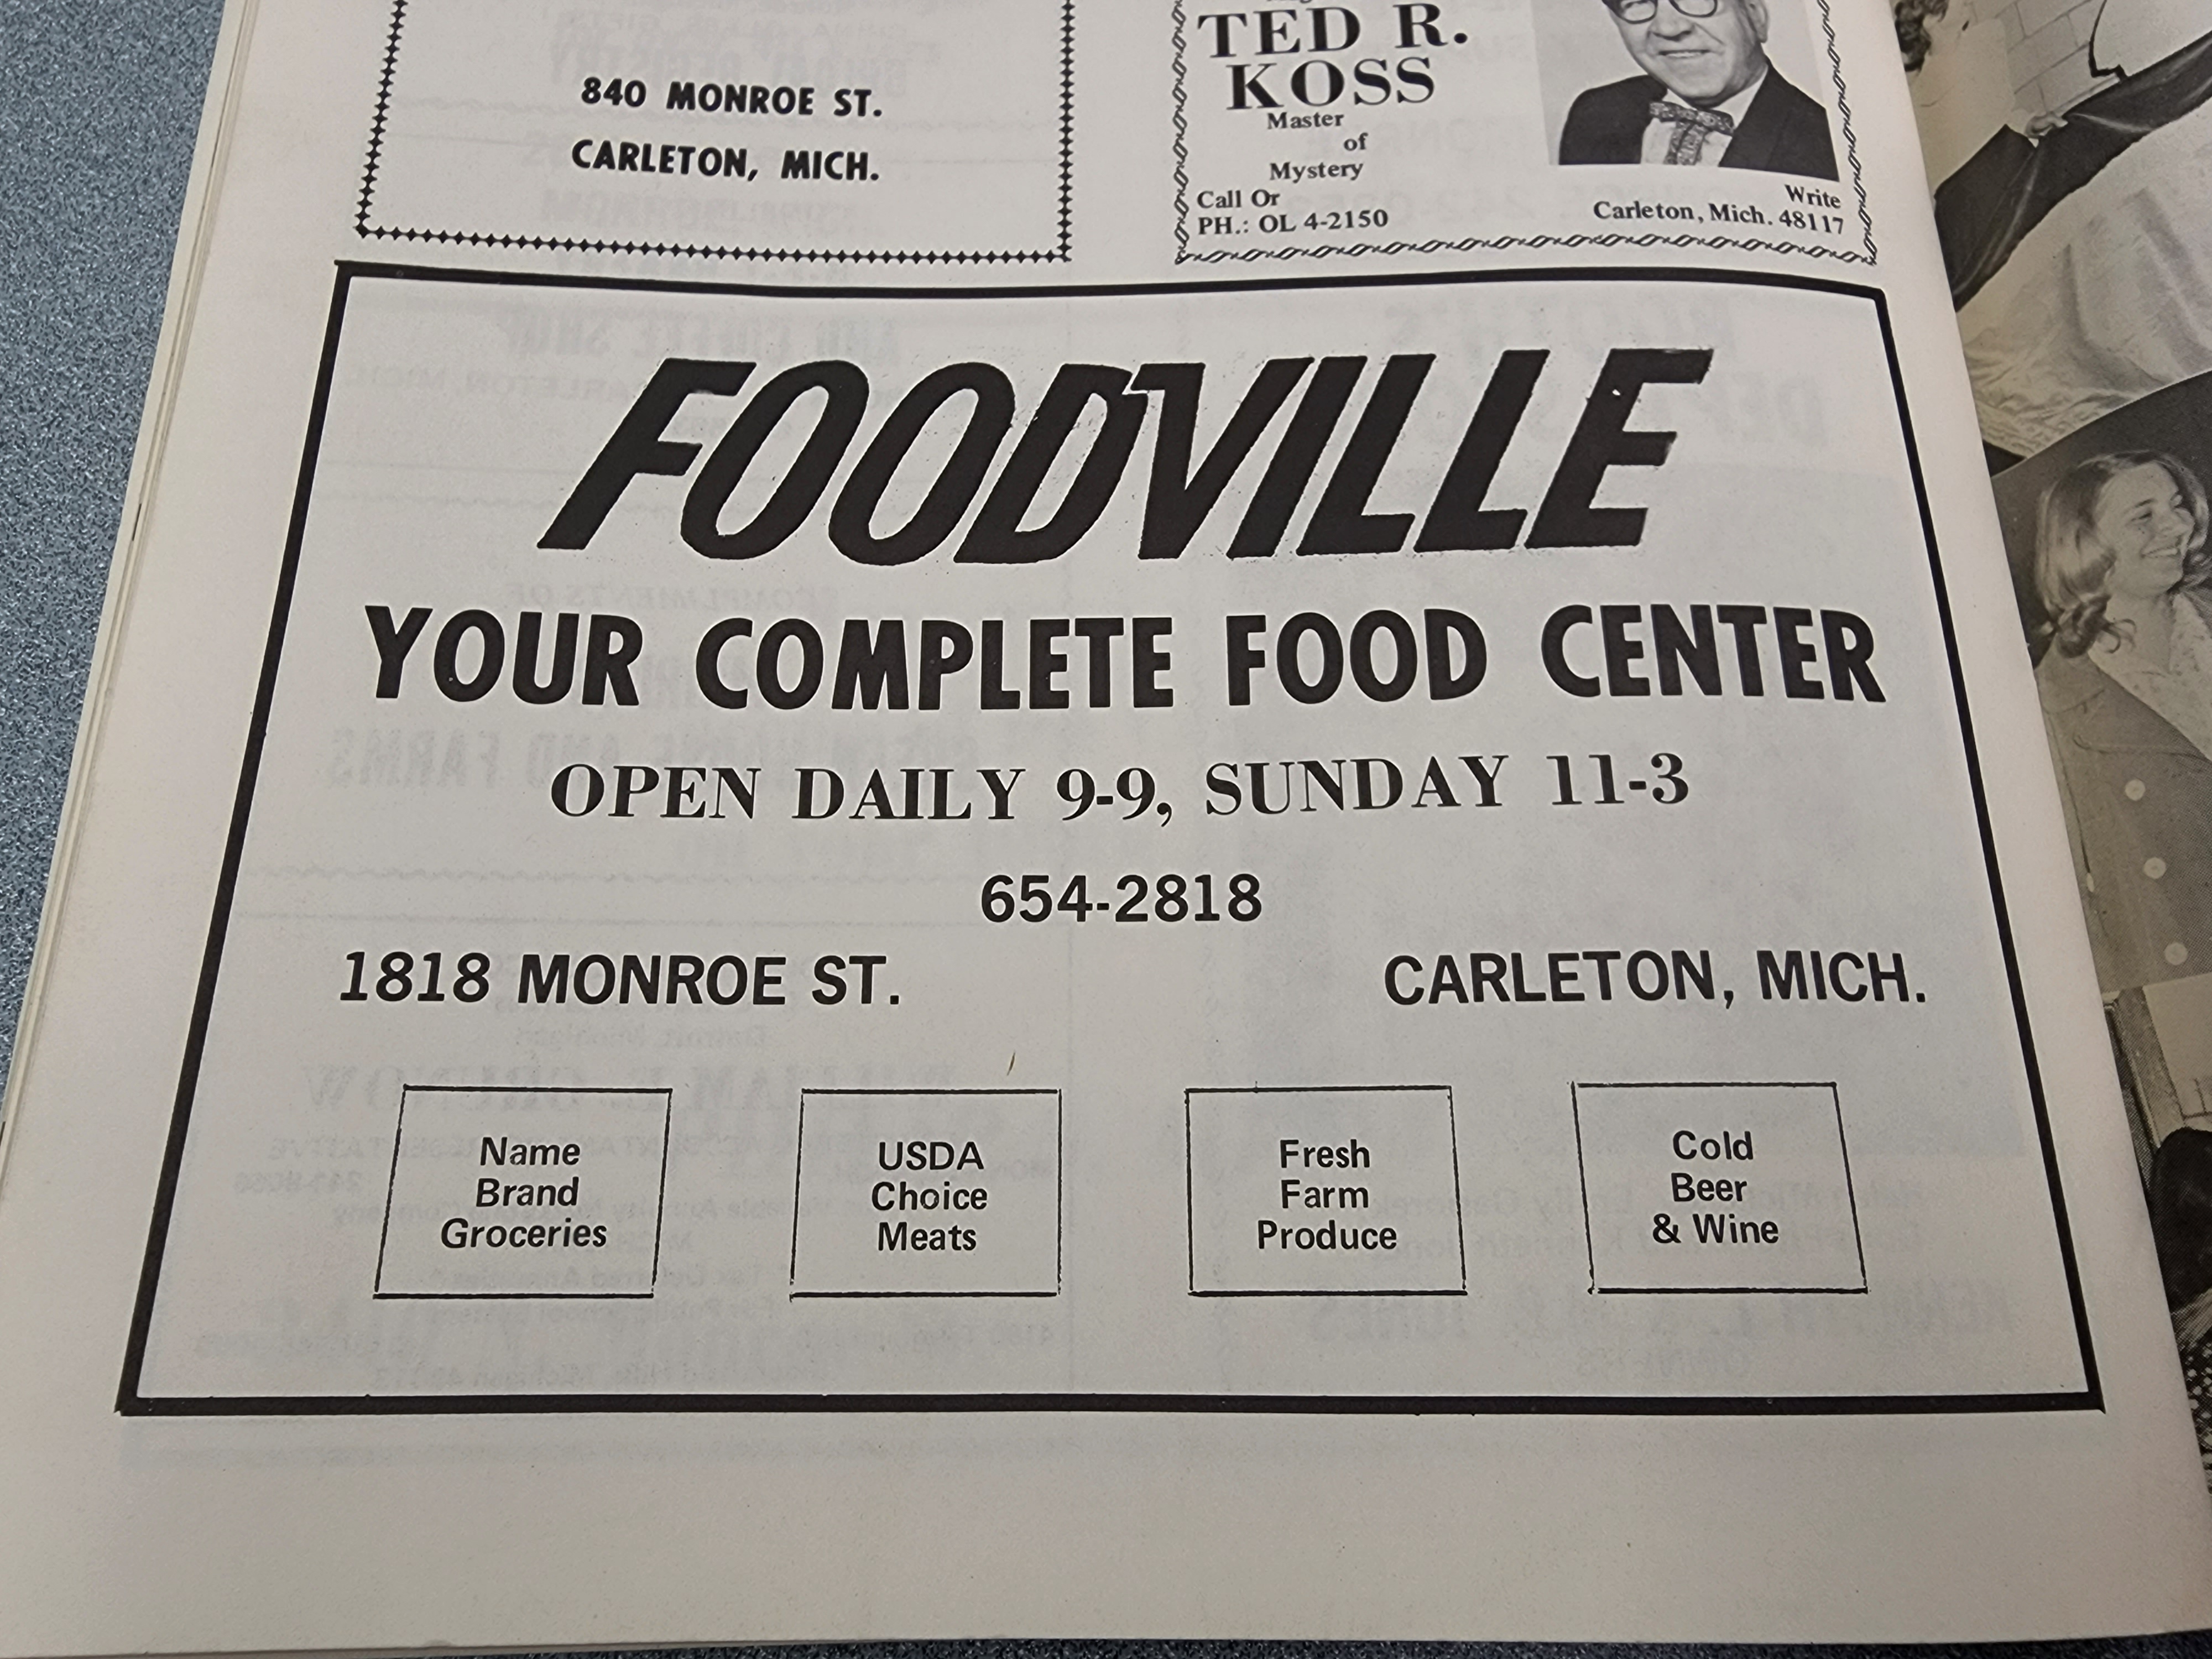 840 MONROE ST.
CARLETON, MICH.
TED R.
KOSS
Master
of
Mystery
Call Or
PH.: OL 4-2150
Write
Carleton, Mich. 48117
FOODVILLE
YOUR COMPLETE FOOD CENTER
OPEN DAILY 9-9, SUNDAY 11-3
654-2818
1818 MONROE ST.
CARLETON, MICH.
Name
Brand
Groceries
USDA
Choice
Meats
Fresh
Farm
Produce
Cold
Beer
& Wine